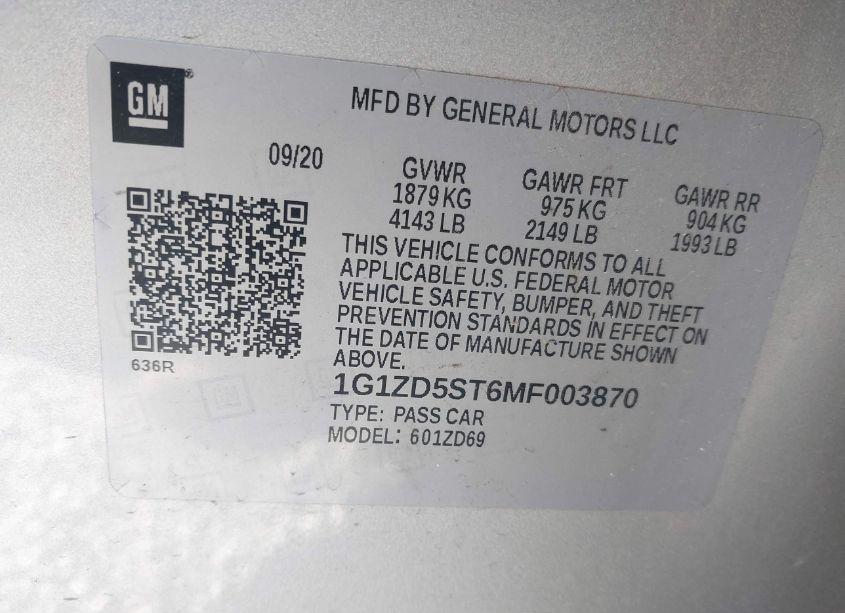 GM®
MFD BY GENERAL MOTORS LLC
09/20
GVWR
1879 KG
4143 LB
GAWR FRT
975 KG
2149 LB
GAWR RR
904 KG
1993 LB
THIS VEHICLE CONFORMS TO ALL
APPLICABLE U.S. FEDERAL MOTOR
VEHICLE SAFETY, BUMPER, AND THEFT
PREVENTION STANDARDS IN EFFECT ON
THE DATE OF MANUFACTURE SHOWN
ABOVE.
636R
1G1ZD5ST6MF003870
TYPE: PASS CAR
MODEL: 601ZD69